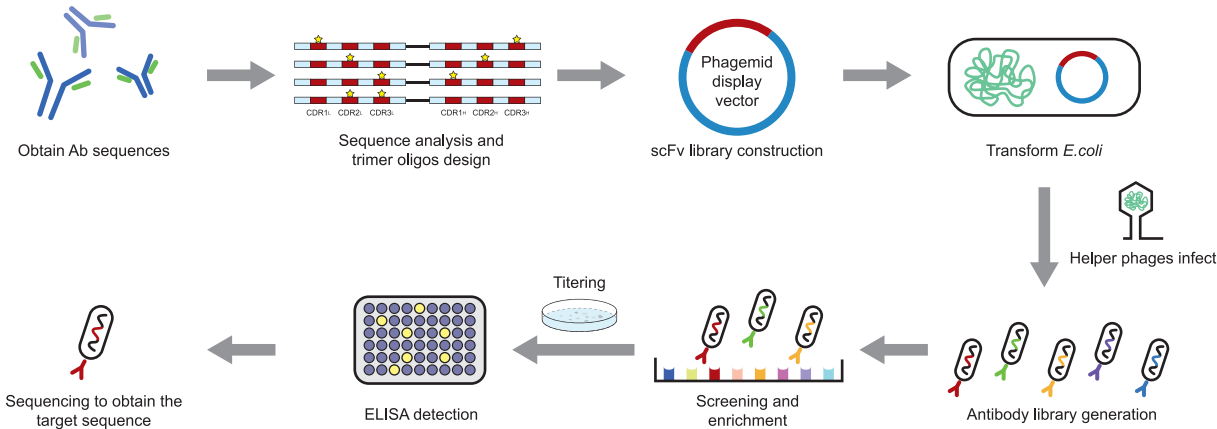 Obtain Ab sequences
CDR1L CDR2L CDR3L CDR1H CDR2H CDR3H
Sequence analysis and
trimer oligos design
Phagemid
display
vector
scFv library construction
Transform E.coli
Helper phages infect
Antibody library generation
Screening and
enrichment
Titering
ELISA detection
Sequencing to obtain the
target sequence